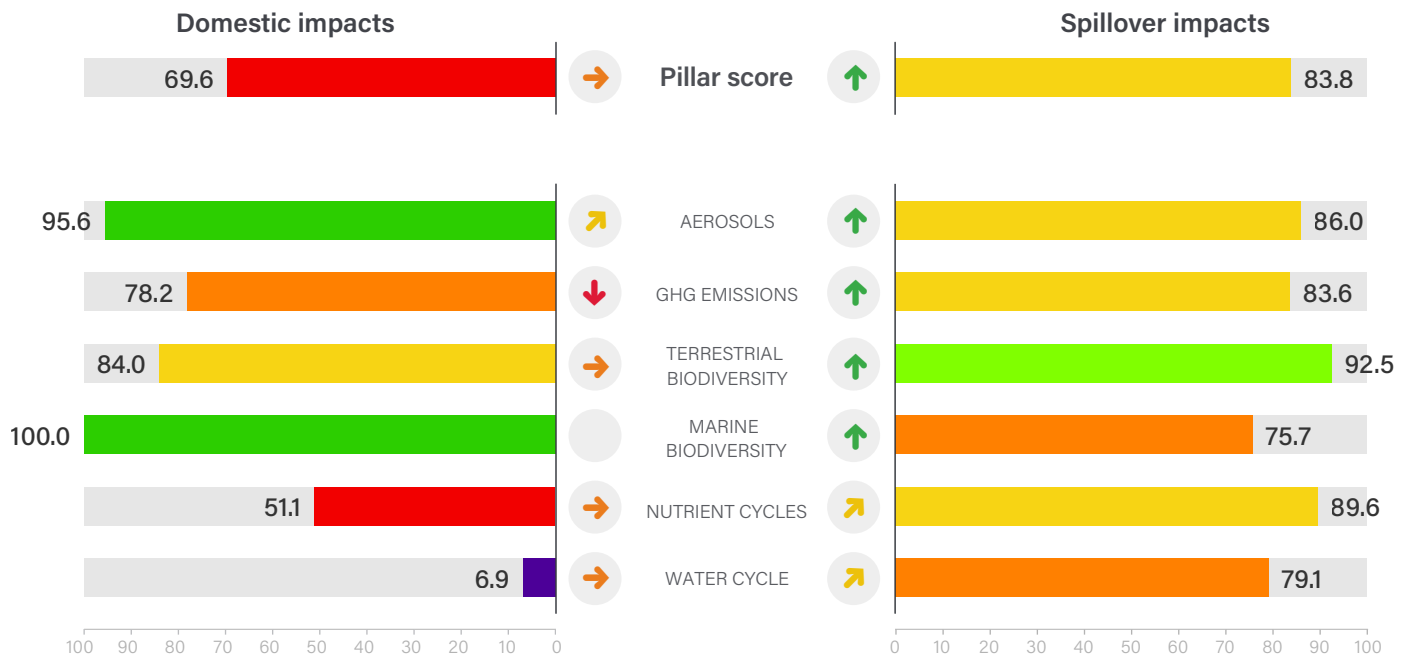 Domestic impacts
Spillover impacts
69.6
Pillar score
83.8
95.6
AEROSOLS
86.0
78.2
GHG EMISSIONS
83.6
84.0
TERRESTRIAL
BIODIVERSITY
92.5
100.0
MARINE
BIODIVERSITY
75.7
51.1
NUTRIENT CYCLES
89.6
6.9
WATER CYCLE
79.1
100 90 80 70 60 50 40 30 20 10 0
0 10 20 30 40 50 60 70 80 90 100